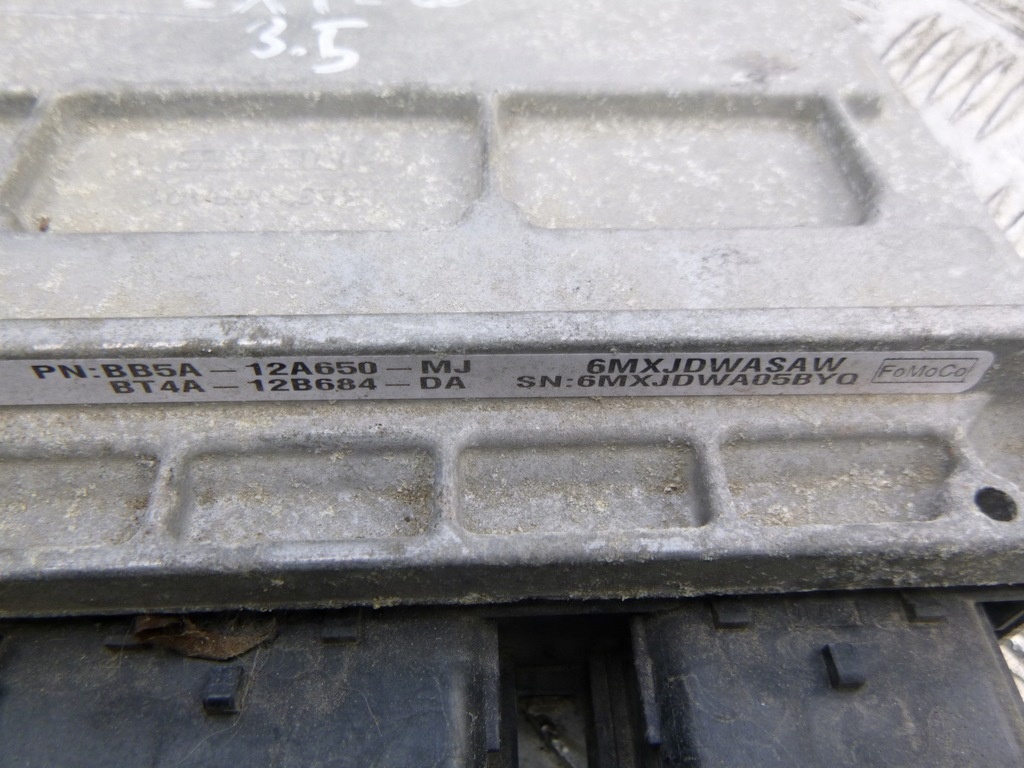 3.5
PN:BB5A-12A650-MJ 6MXJDWASAW
BT4A-12B684-DA SN:6MXJDWA05BYQ FoMoCo